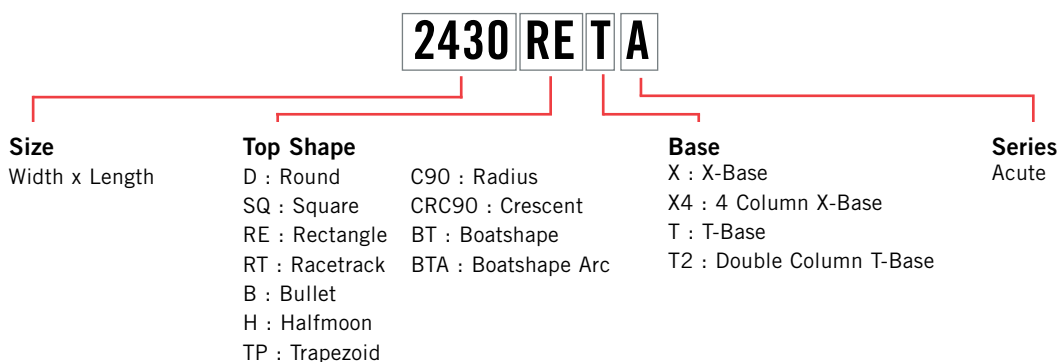 2430 RE T A
Size
Width x Length
Top Shape
D : Round
SQ : Square
RE : Rectangle
RT : Racetrack
B : Bullet
H : Halfmoon
TP : Trapezoid
C90 : Radius
CRC90 : Crescent
BT : Boatshape
BTA : Boatshape Arc
Base
X : X-Base
X4 : 4 Column X-Base
T : T-Base
T2 : Double Column T-Base
Series
Acute